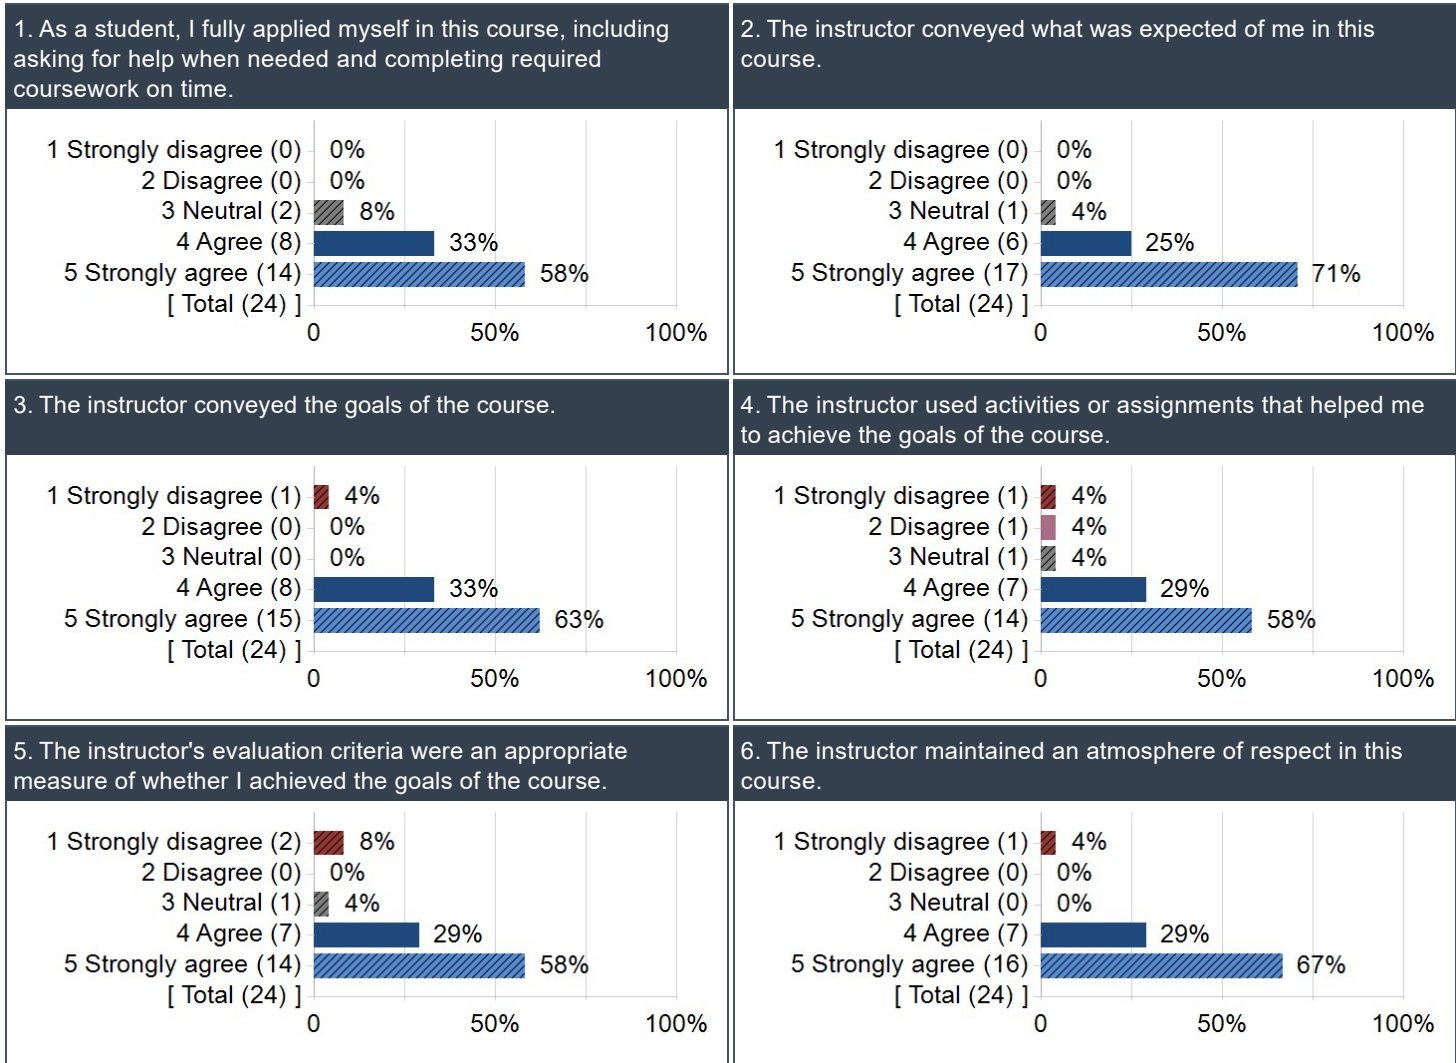 1. As a student, I fully applied myself in this course, including
asking for help when needed and completing required
coursework on time.
1 Strongly disagree (0) 0%
2 Disagree (0) 0%
3 Neutral (2) 8%
4 Agree (8) 33%
5 Strongly agree (14) 58%
[ Total (24) ]
0 50% 100%
2. The instructor conveyed what was expected of me in this
course.
1 Strongly disagree (0) 0%
2 Disagree (0) 0%
3 Neutral (1) 4%
4 Agree (6) 25%
5 Strongly agree (17) 71%
[ Total (24) ]
0 50% 100%
3. The instructor conveyed the goals of the course.
1 Strongly disagree (1) 4%
2 Disagree (0) 0%
3 Neutral (0) 0%
4 Agree (8) 33%
5 Strongly agree (15) 63%
[ Total (24) ]
0 50% 100%
4. The instructor used activities or assignments that helped me
to achieve the goals of the course.
1 Strongly disagree (1) 4%
2 Disagree (1) 4%
3 Neutral (1) 4%
4 Agree (7) 29%
5 Strongly agree (14) 58%
[ Total (24) ]
0 50% 100%
5. The instructor's evaluation criteria were an appropriate
measure of whether I achieved the goals of the course.
1 Strongly disagree (2) 8%
2 Disagree (0) 0%
3 Neutral (1) 4%
4 Agree (7) 29%
5 Strongly agree (14) 58%
[ Total (24) ]
0 50% 100%
6. The instructor maintained an atmosphere of respect in this
course.
1 Strongly disagree (1) 4%
2 Disagree (0) 0%
3 Neutral (0) 0%
4 Agree (7) 29%
5 Strongly agree (16) 67%
[ Total (24) ]
0 50% 100%